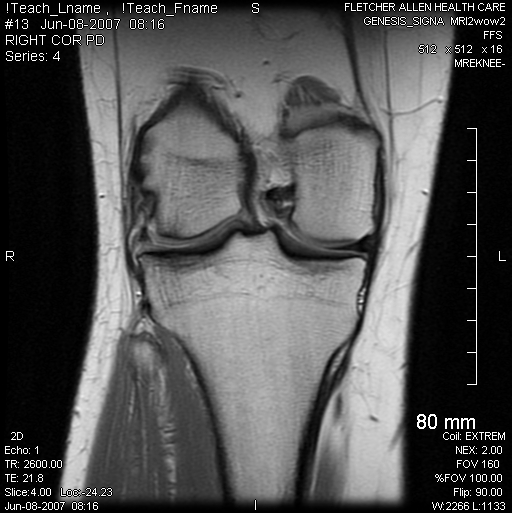 !Teach_Lname , !Teach_Fname
#13 Jun-08-2007 08:16
RIGHT COR PD
Series: 4
S
FLETCHER ALLEN HEALTH CARE
GENESIS_SIGNA MRI2wow2
FFS
512 x 512 x 16
MREKNEE-
R
L
80 mm
2D
Echo: 1
TR: 2600.00
TE: 21.8
Slice:4.00 Loc:-24.23
Jun-08-2007 08:16
I
Coil: EXTREM
NEX: 2.00
FOV 160
%FOV 100.00
Flip: 90.00
W:2266 L:1133